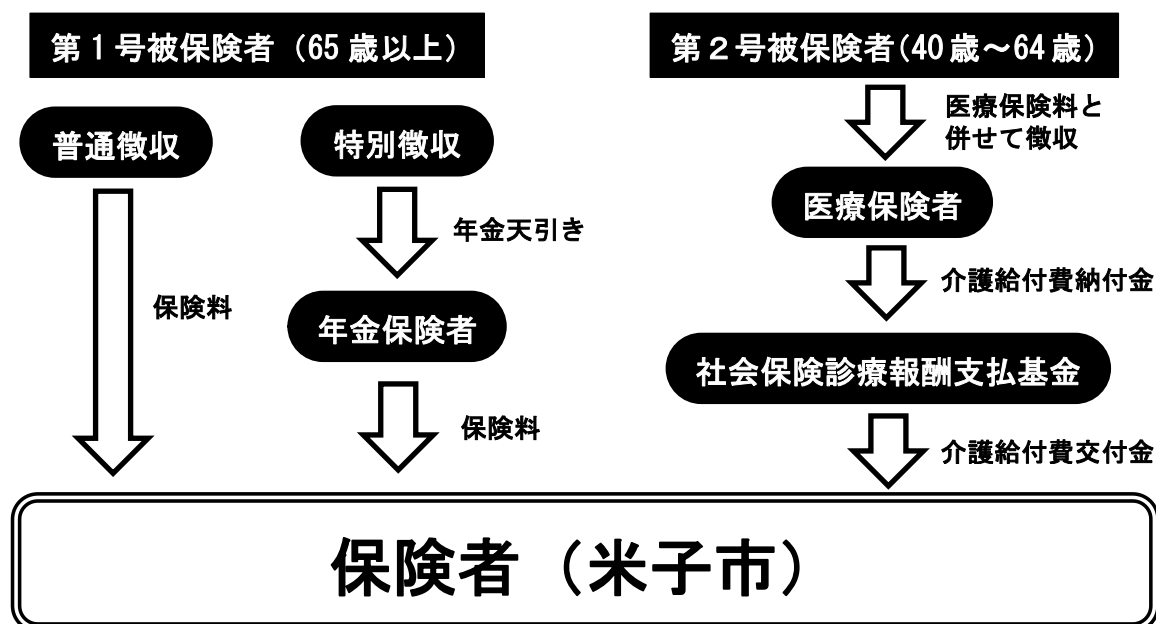 第１号被保険者（65歳以上）
第２号被保険者(40歳～64歳)
普通徴収
特別徴収
医療保険料と
併せて徴収
医療保険者
年金天引き
保険料
介護給付費納付金
年金保険者
社会保険診療報酬支払基金
保険料
介護給付費交付金
保険者（米子市）